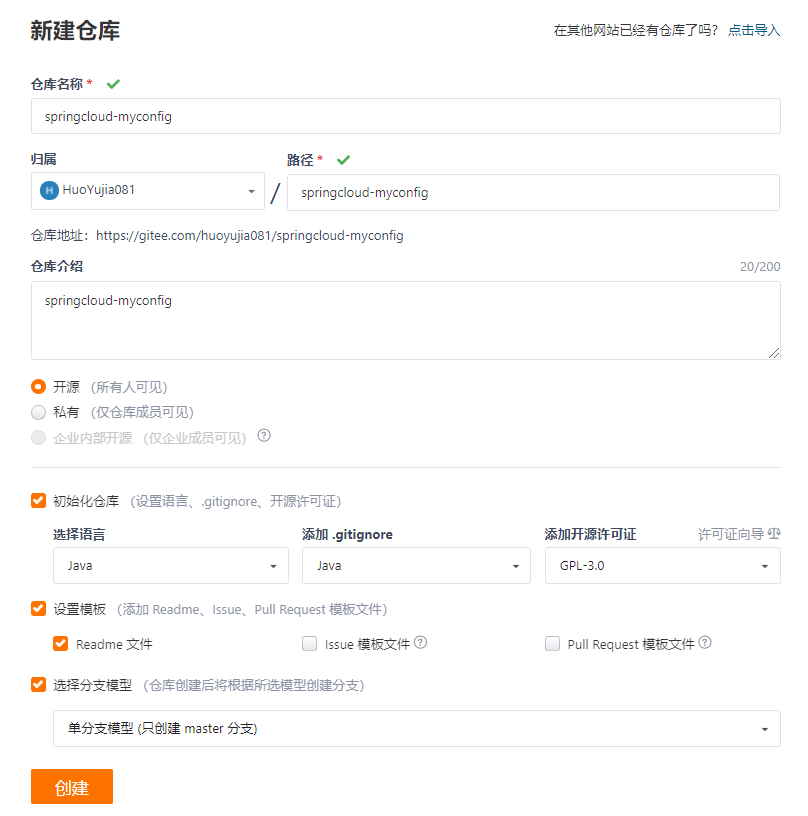 新建仓库
在其他网站已经有仓库了吗? 点击导入
仓库名称 *
springcloud-myconfig
归属
路径 *
H HuoYujia081 / springcloud-myconfig
仓库地址：https://gitee.com/huoyujia081/springcloud-myconfig
仓库介绍 20/200
springcloud-myconfig
开源 (所有人可见)
私有 (仅仓库成员可见)
企业内部开源 (仅企业成员可见) ?
初始化仓库 (设置语言、.gitignore、开源许可证)
选择语言 添加 .gitignore 添加开源许可证 许可证向导
Java Java GPL-3.0
设置模板 (添加 Readme、Issue、Pull Request 模板文件)
Readme 文件 Issue 模板文件 ? Pull Request 模板文件 ?
选择分支模型 (仓库创建后将根据所选模型创建分支)
单分支模型 (只创建 master 分支)
创建